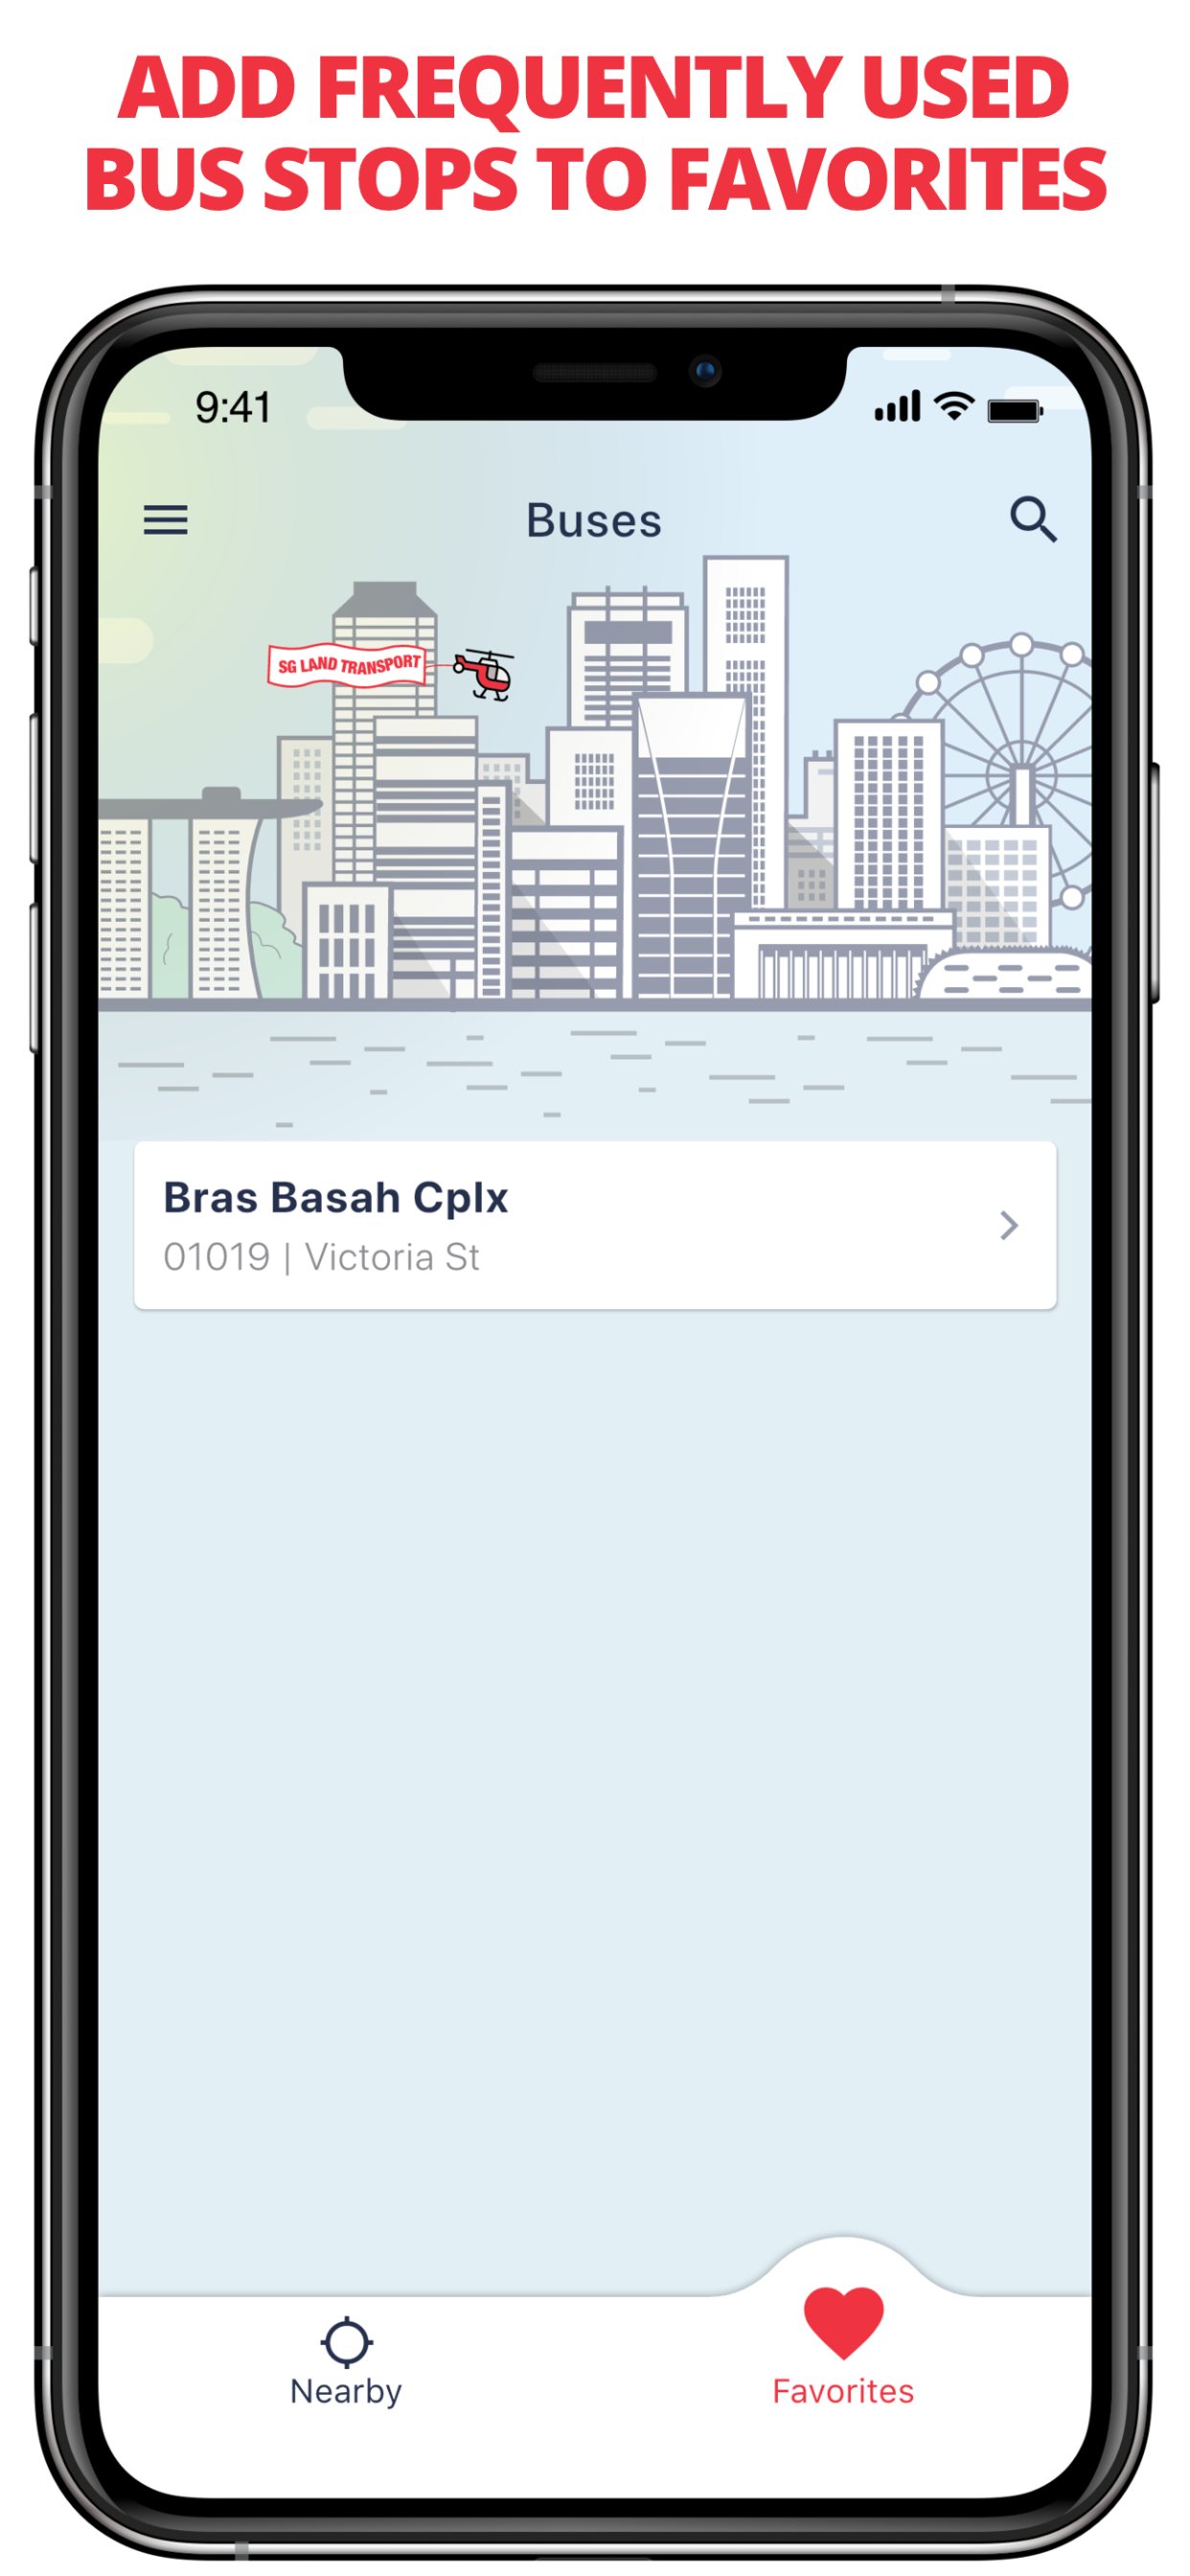 ADD FREQUENTLY USED
BUS STOPS TO FAVORITES
9:41
Buses
SG LAND TRANSPORT
Bras Basah Cplx
01019 | Victoria St
Nearby
Favorites